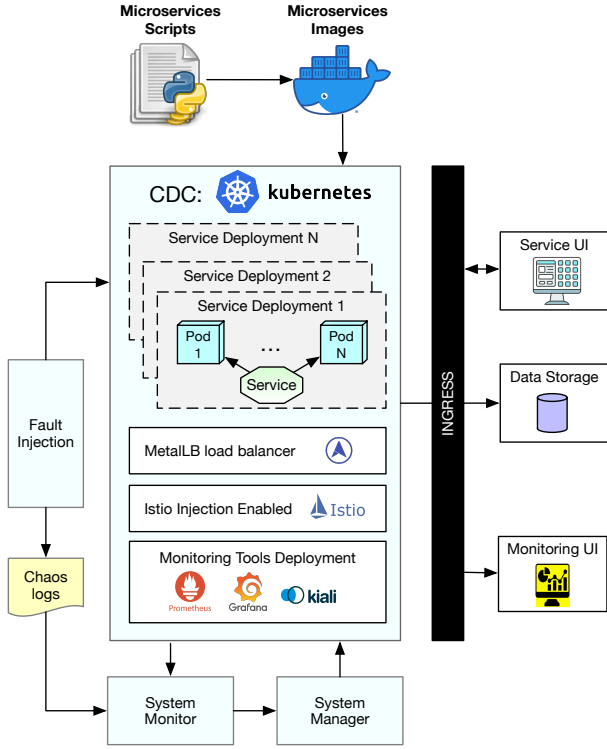 Microservices
Scripts
Microservices
Images
CDC: kubernetes
Service Deployment N
Service Deployment 2
Service Deployment 1
Pod
1
...
Pod
N
Service
MetalLB load balancer
Istio Injection Enabled
Istio
Monitoring Tools Deployment
Prometheus
Grafana
kiali
Fault
Injection
Chaos
logs
System
Monitor
System
Manager
INGRESS
Service UI
Data Storage
Monitoring UI